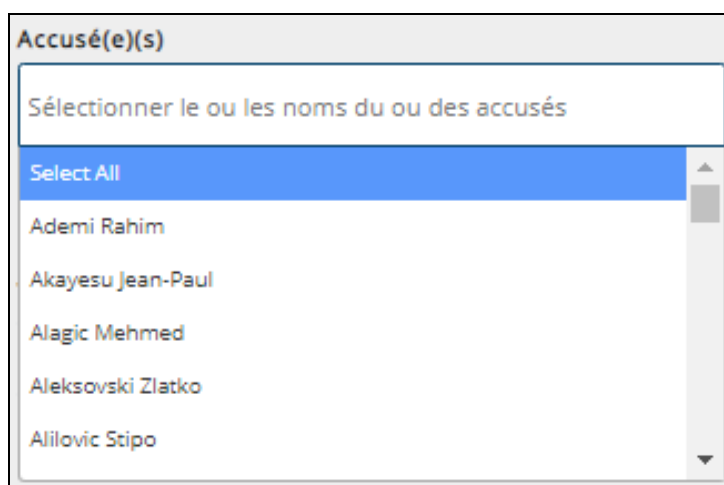 Accusé(e)(s)
Sélectionner le ou les noms du ou des accusés
Select All
Ademi Rahim
Akayesu Jean-Paul
Alagic Mehmed
Aleksovski Zlatko
Alilovic Stipo